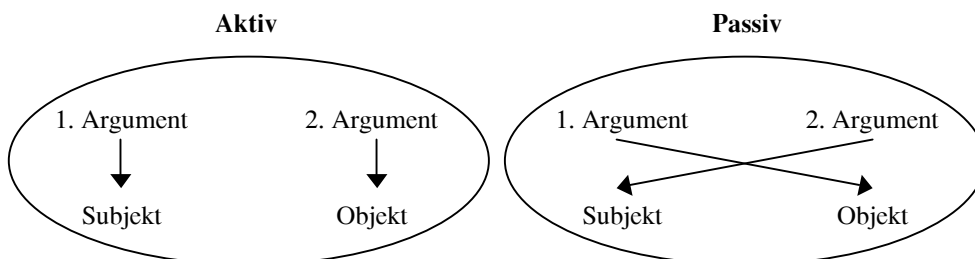 Aktiv Passiv
1. Argument 2. Argument 1. Argument 2. Argument
Subjekt Objekt Subjekt Objekt